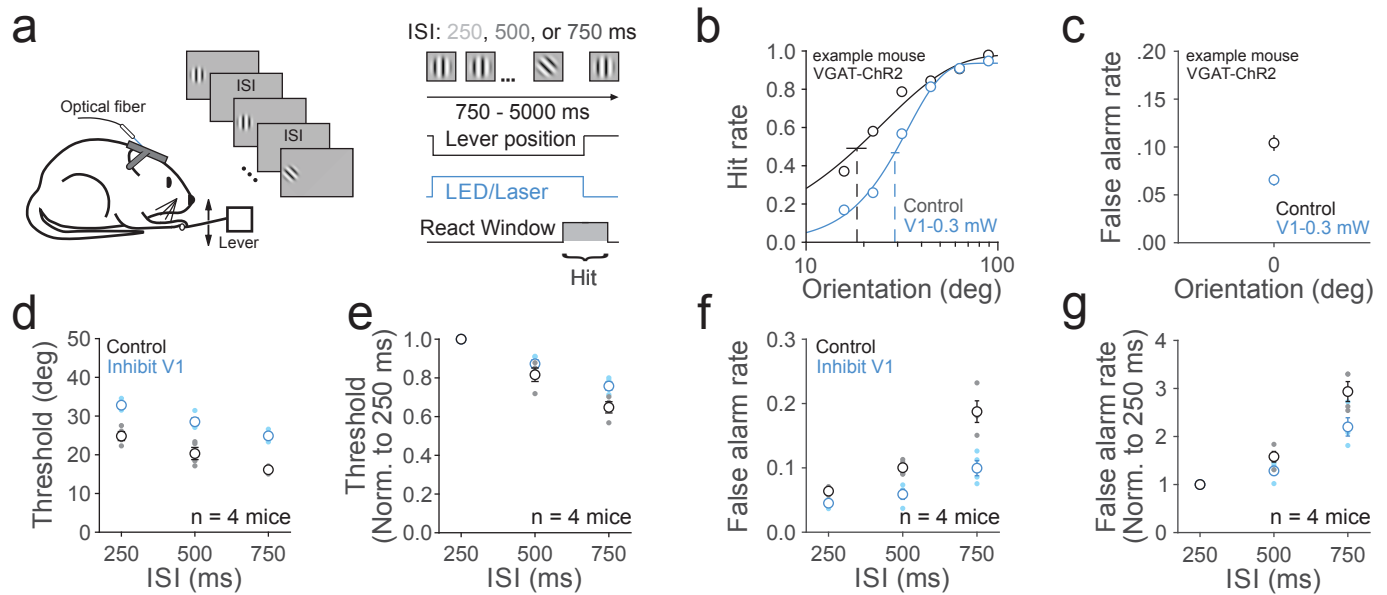 a
ISI: 250, 500, or 750 ms
Optical fiber
ISI
ISI
Lever
...
750 - 5000 ms
Lever position
LED/Laser
React Window
Hit
b
example mouse
VGAT-ChR2
Hit rate
1.0
0.8
0.6
0.4
0.2
0.0
Control
V1-0.3 mW
10
100
Orientation (deg)
c
example mouse
VGAT-ChR2
False alarm rate
.20
.15
.10
.05
.00
Control
V1-0.3 mW
0
Orientation (deg)
d
Threshold (deg)
50
40
30
20
10
0
Control
Inhibit V1
n = 4 mice
250
500
750
ISI (ms)
e
Threshold
(Norm. to 250 ms)
1.0
0.8
0.6
0.4
0.2
0.0
n = 4 mice
250
500
750
ISI (ms)
f
False alarm rate
0.3
0.2
0.1
0.0
Control
Inhibit V1
n = 4 mice
250
500
750
ISI (ms)
g
False alarm rate
(Norm. to 250 ms)
4
3
2
1
0
n = 4 mice
250
500
750
ISI (ms)